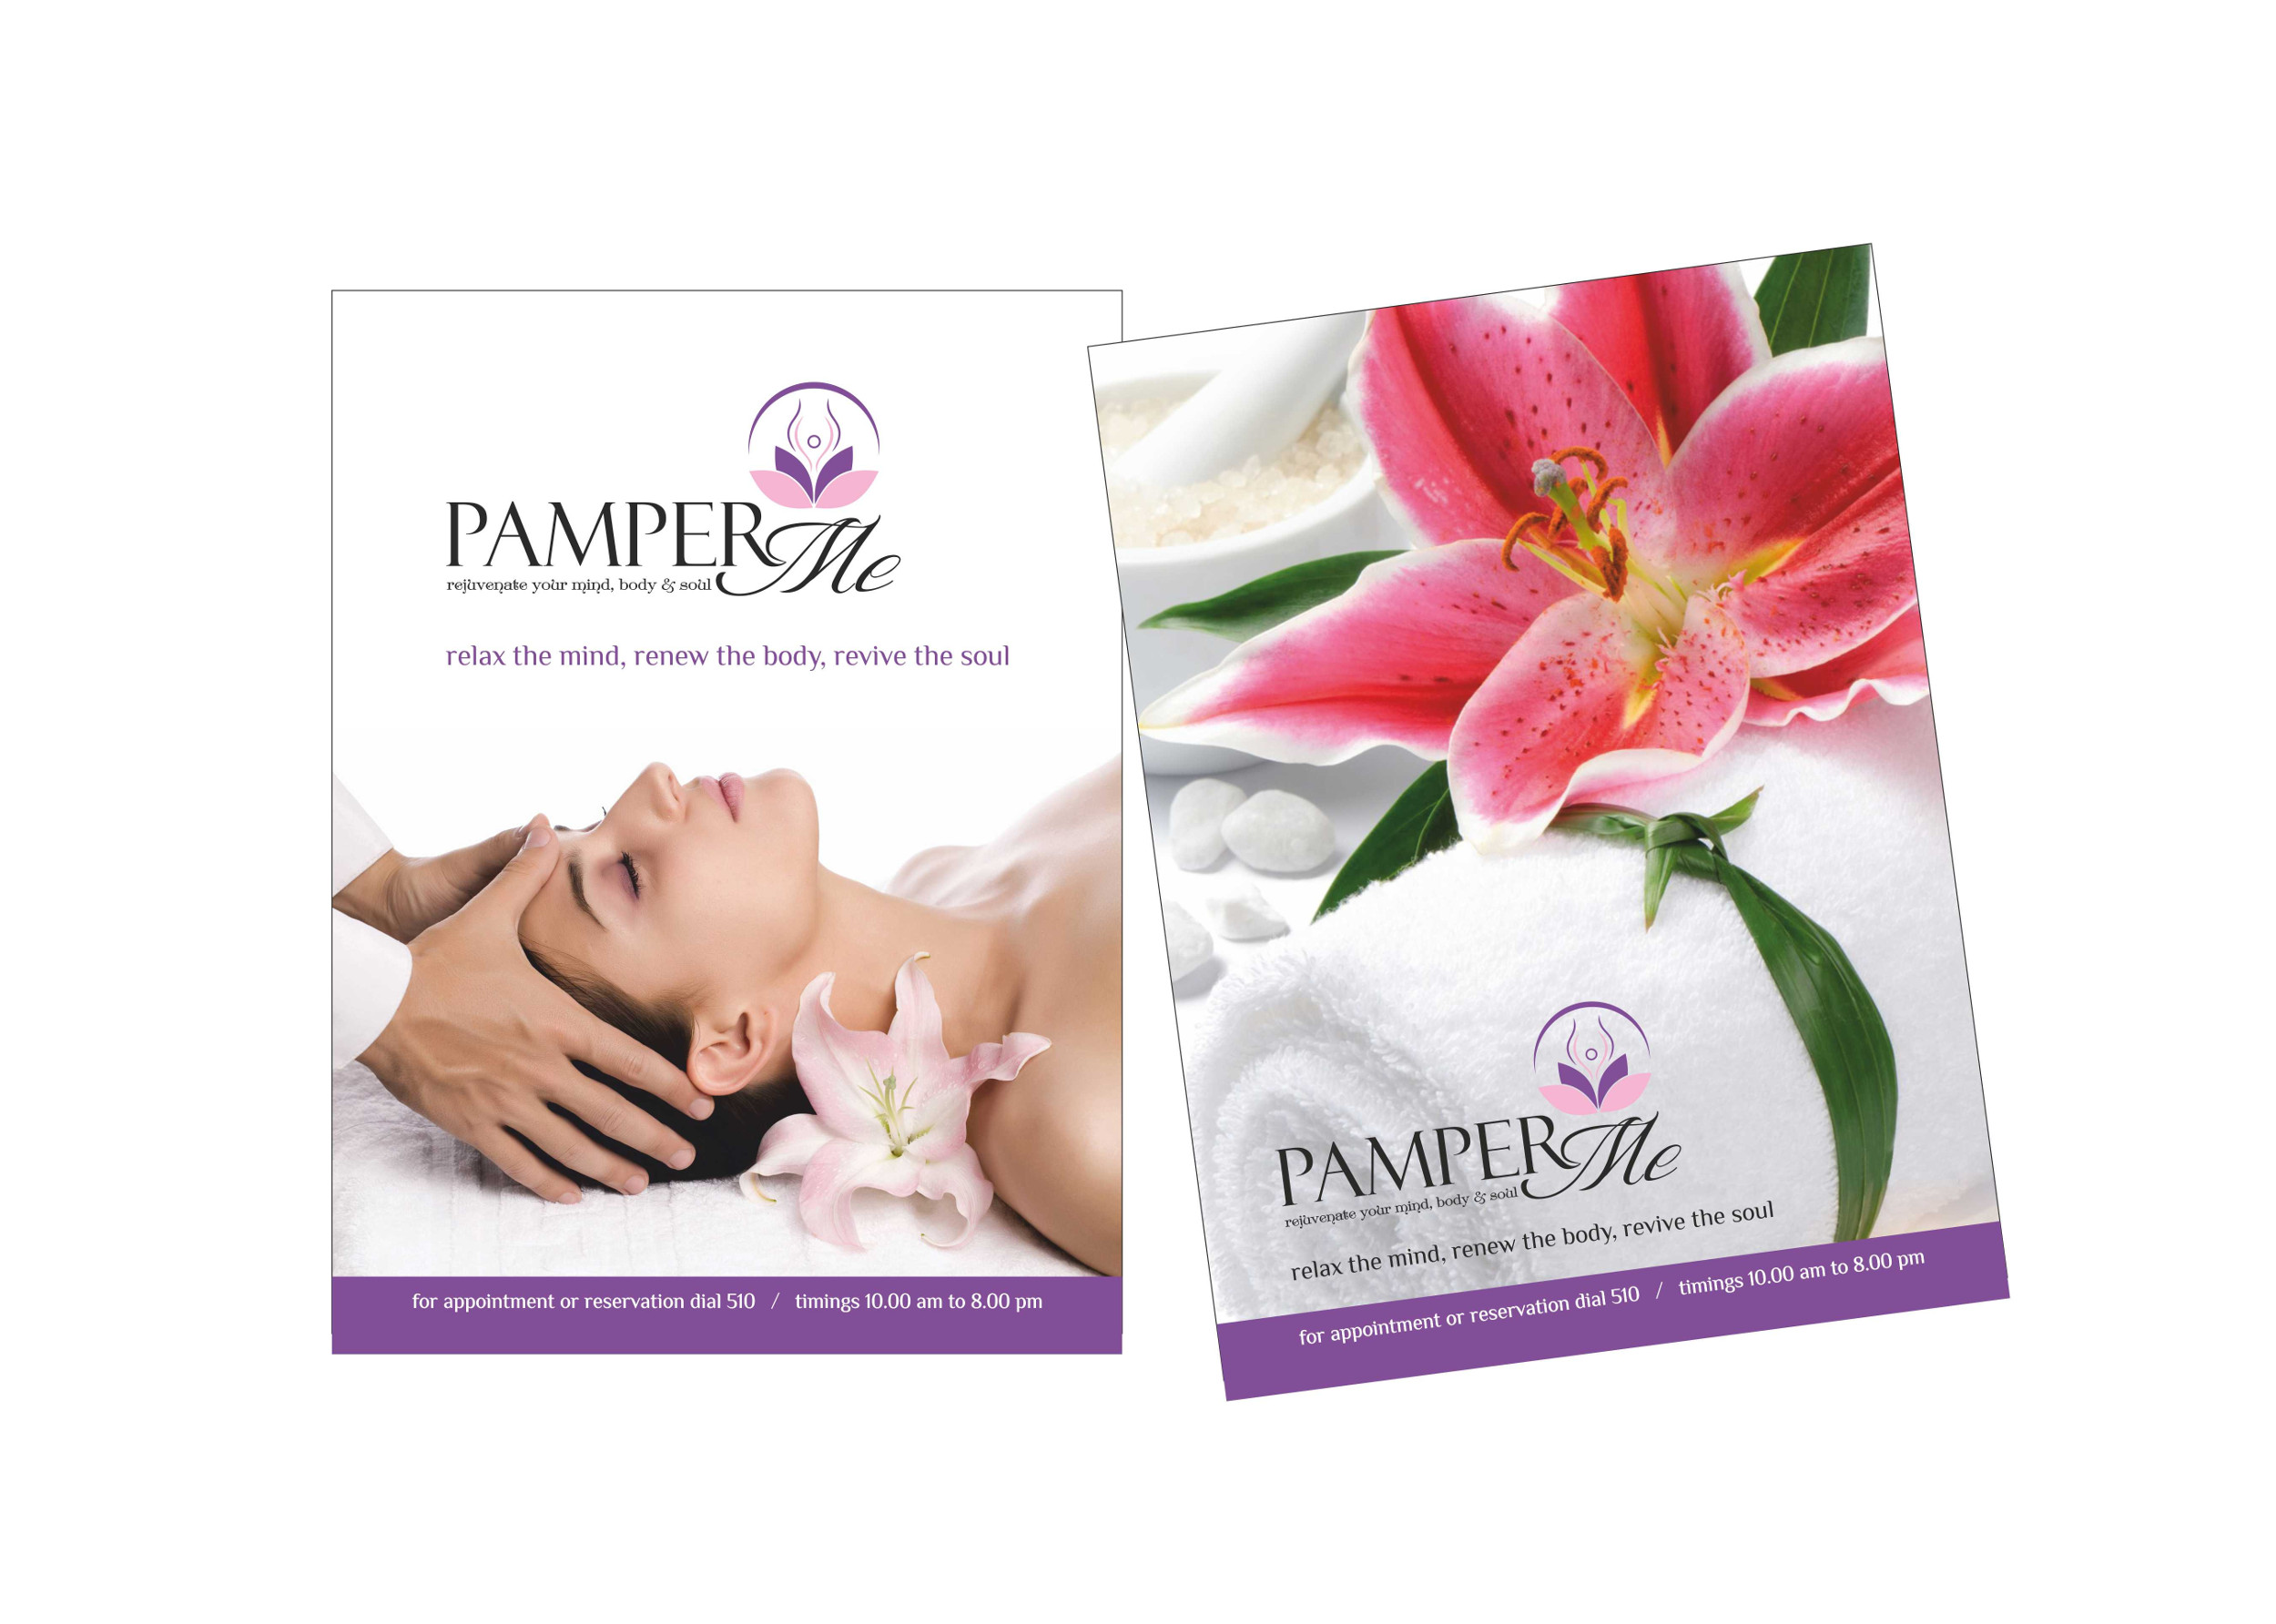 PAMPER Me
rejuvenate your mind, body & soul
relax the mind, renew the body, revive the soul
for appointment or reservation dial 510 / timings 10.00 am to 8.00 pm
PAMPER Me
rejuvenate your mind, body & soul
relax the mind, renew the body, revive the soul
for appointment or reservation dial 510 / timings 10.00 am to 8.00 pm